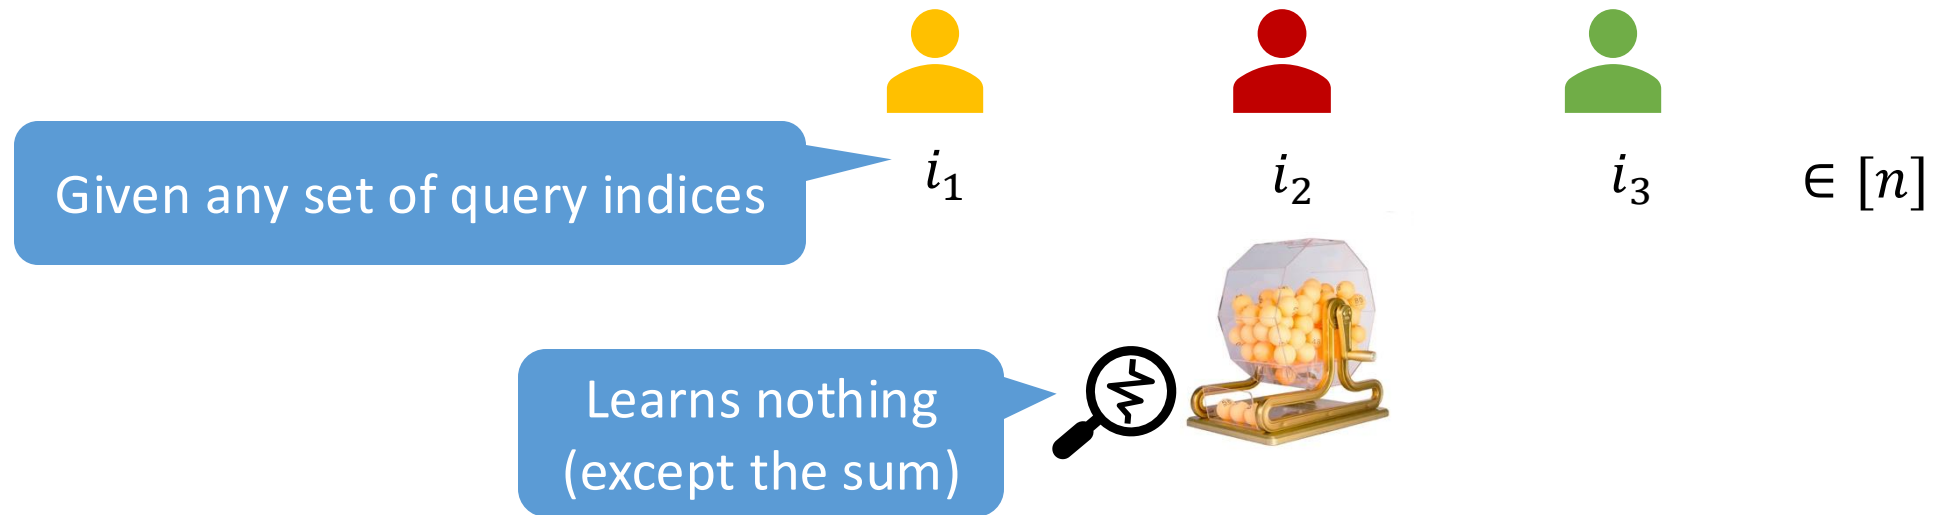 Given any set of query indices
i₁ i₂ i₃ ∈ [n]
Learns nothing
(except the sum)